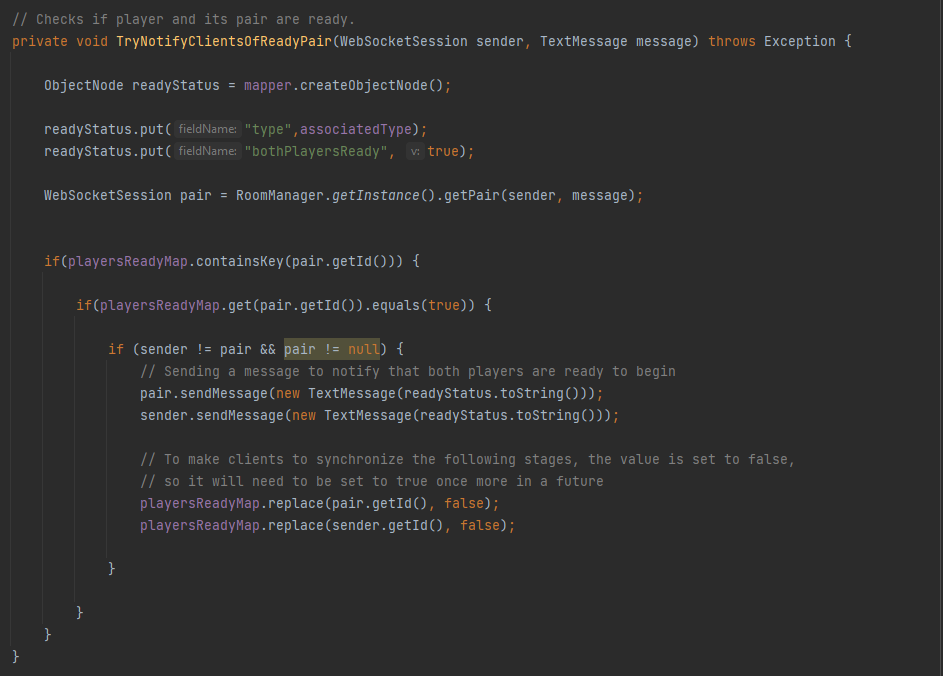 // Checks if player and its pair are ready.
private void TryNotifyClientsOfReadyPair(WebSocketSession sender, TextMessage message) throws Exception {
ObjectNode readyStatus = mapper.createObjectNode();
readyStatus.put( fieldName: "type",associatedType);
readyStatus.put( fieldName: "bothPlayersReady", v: true);
WebSocketSession pair = RoomManager.getInstance().getPair(sender, message);
if(playersReadyMap.containsKey(pair.getId())) {
if(playersReadyMap.get(pair.getId()).equals(true)) {
if (sender != pair && pair != null) {
// Sending a message to notify that both players are ready to begin
pair.sendMessage(new TextMessage(readyStatus.toString()));
sender.sendMessage(new TextMessage(readyStatus.toString()));
// To make clients to synchronize the following stages, the value is set to false,
// so it will need to be set to true once more in a future
playersReadyMap.replace(pair.getId(), false);
playersReadyMap.replace(sender.getId(), false);
}
}
}
}